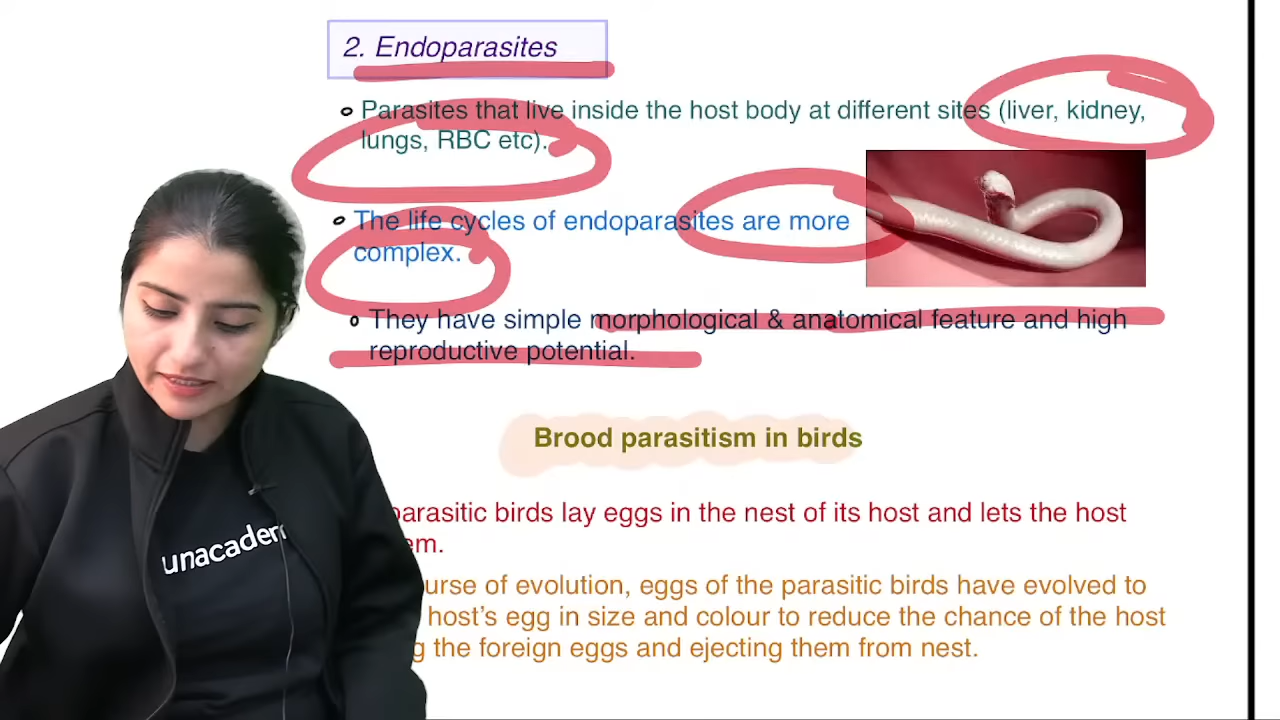 2. Endoparasites
Parasites that live inside the host body at different sites (liver, kidney,
lungs, RBC etc).
The life cycles of endoparasites are more
complex.
They have simple morphological & anatomical feature and high
reproductive potential.
Brood parasitism in birds
parasitic birds lay eggs in the nest of its host and lets the host
of evolution, eggs of the parasitic birds have evolved to
host's egg in size and colour to reduce the chance of the host
the foreign eggs and ejecting them from nest.